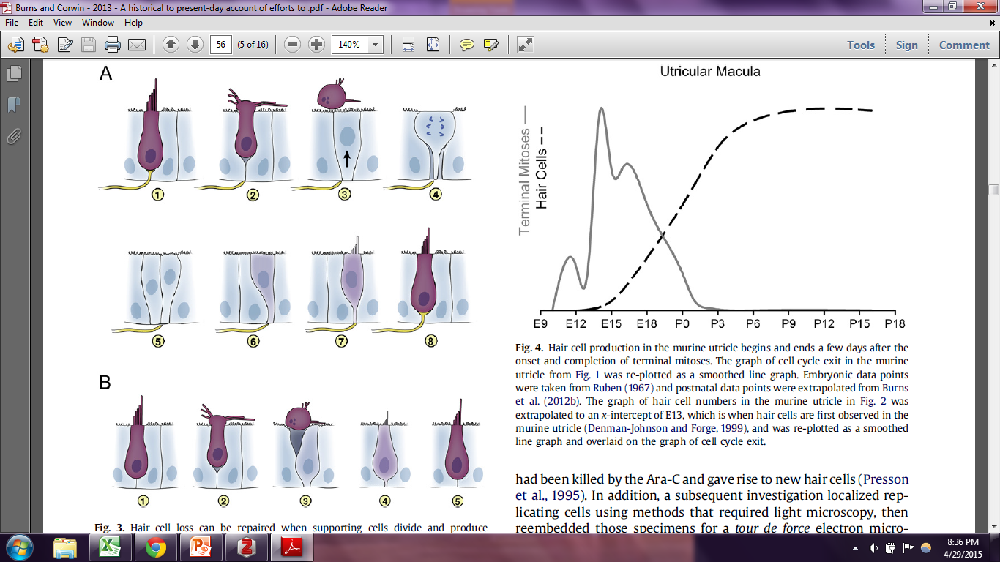 Burns and Corwin - 2013 - A historical to present-day account of efforts to .pdf - Adobe Reader
File Edit View Window Help
56 (5 of 16) 140% Tools Sign Comment
A
1 2 3 4
5 6 7 8
B
1 2 3 4 5
Fig. 3. Hair cell loss can be repaired when supporting cells divide and produce
Utricular Macula
Terminal Mitoses —
Hair Cells – –
E9 E12 E15 E18 P0 P3 P6 P9 P12 P15 P18
Fig. 4. Hair cell production in the murine utricle begins and ends a few days after the
onset and completion of terminal mitoses. The graph of cell cycle exit in the murine
utricle from Fig. 1 was re-plotted as a smoothed line graph. Embryonic data points
were taken from Ruben (1967) and postnatal data points were extrapolated from Burns
et al. (2012b). The graph of hair cell numbers in the murine utricle in Fig. 2 was
extrapolated to an x-intercept of E13, which is when hair cells are first observed in the
murine utricle (Denman-Johnson and Forge, 1999), and was re-plotted as a smoothed
line graph and overlaid on the graph of cell cycle exit.
had been killed by the Ara-C and gave rise to new hair cells (Presson
et al., 1995). In addition, a subsequent investigation localized rep-
licating cells using methods that required light microscopy, then
reembedded those specimens for a tour de force electron micro-
8:36 PM
4/29/2015